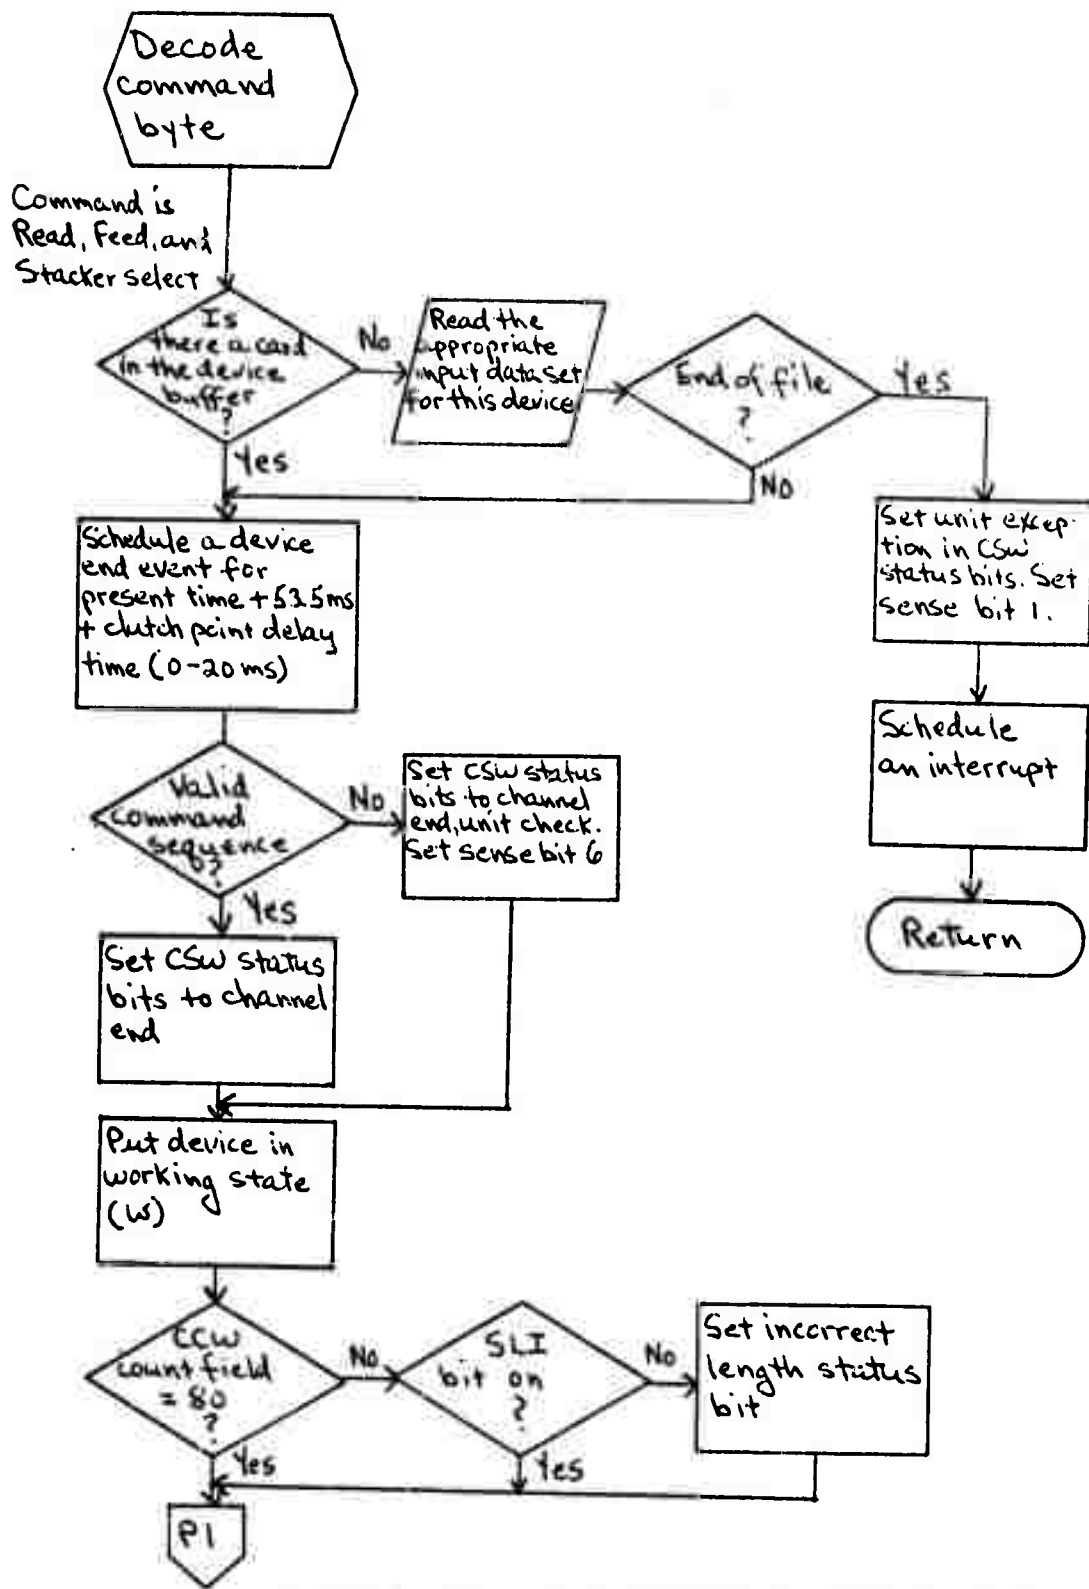 Decode
command
byte
Command is
Read, Feed, and
Stacker select
Is
there a card
in the device
buffer
?
No
Yes
Read the
appropriate
input data set
for this device
End of file
?
Yes
No
Set unit excep-
tion in CSW
status bits. Set
sense bit 1.
Schedule
an interrupt
Return
Schedule a device
end event for
present time + 53.5ms
+ clutch point delay
time (0-20 ms)
Valid
command
sequence
?
No
Yes
Set CSW status
bits to channel
end, unit check.
Set sense bit 6
Set CSW status
bits to channel
end
Put device in
working state
(W)
CCW
count field
= 80
?
No
Yes
SLI
bit on
?
No
Yes
Set incorrect
length status
bit
P1